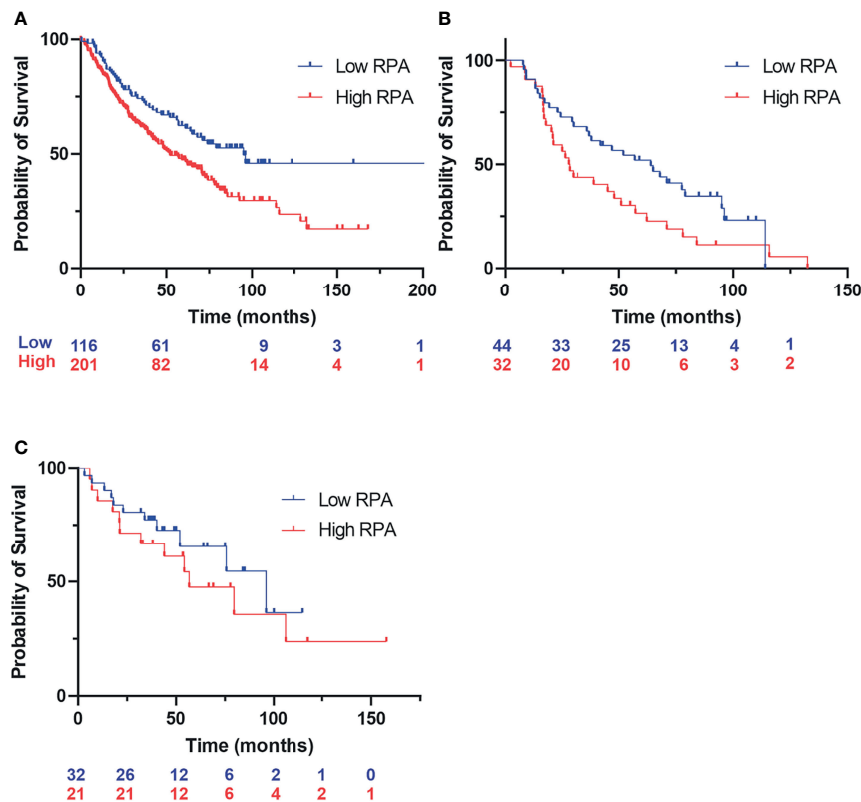 A
Probability of Survival
100
50
0
0 50 100 150 200
Time (months)
Low RPA
High RPA
Low 116 61 9 3 1
High 201 82 14 4 1
B
Probability of Survival
100
50
0
0 50 100 150
Time (months)
Low RPA
High RPA
44 33 25 13 4 1
32 20 10 6 3 2
C
Probability of Survival
100
50
0
0 50 100 150
Time (months)
Low RPA
High RPA
32 26 12 6 2 1 0
21 21 12 6 4 2 1